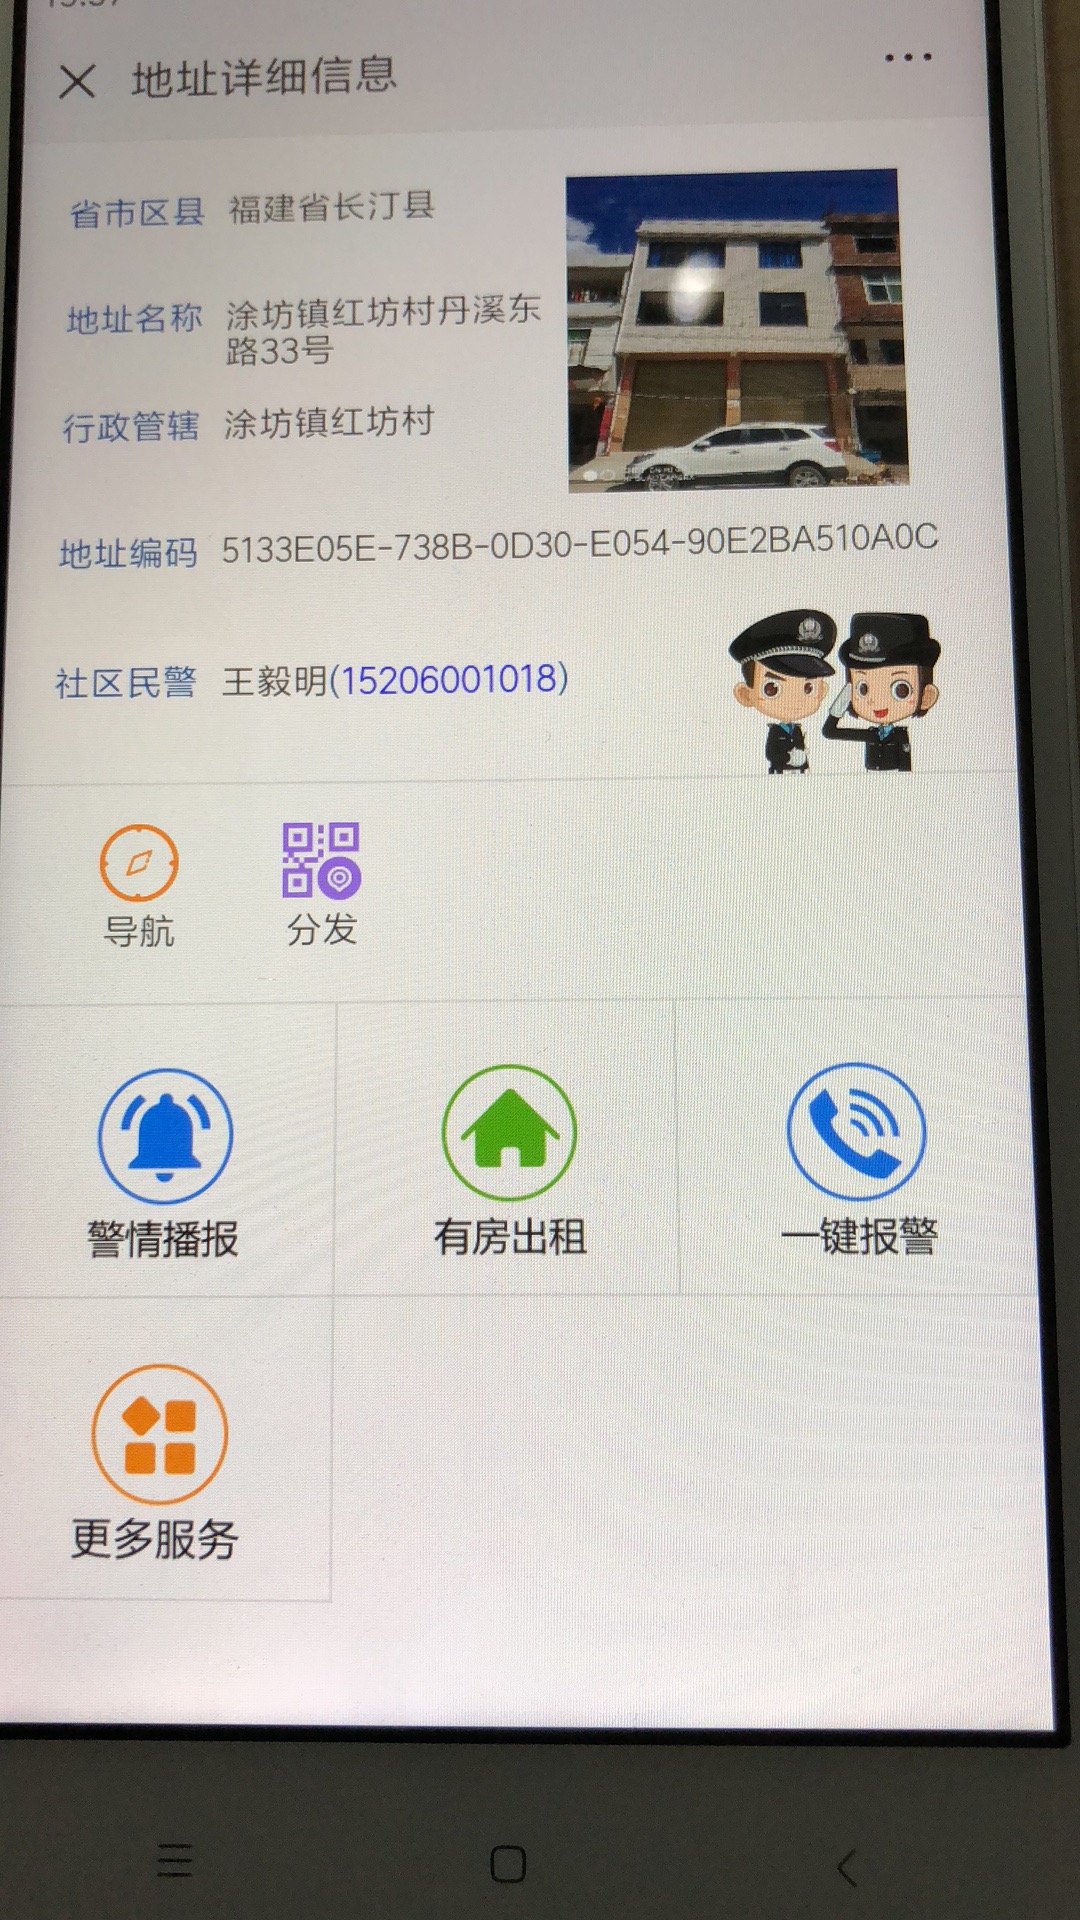 地址详细信息
省市区县 福建省长汀县
地址名称 涂坊镇红坊村丹溪东
路33号
行政管辖 涂坊镇红坊村
地址编码 5133E05E-738B-0D30-E054-90E2BA510A0C
社区民警 王毅明(15206001018)
导航 分发
警情播报 有房出租 一键报警
更多服务